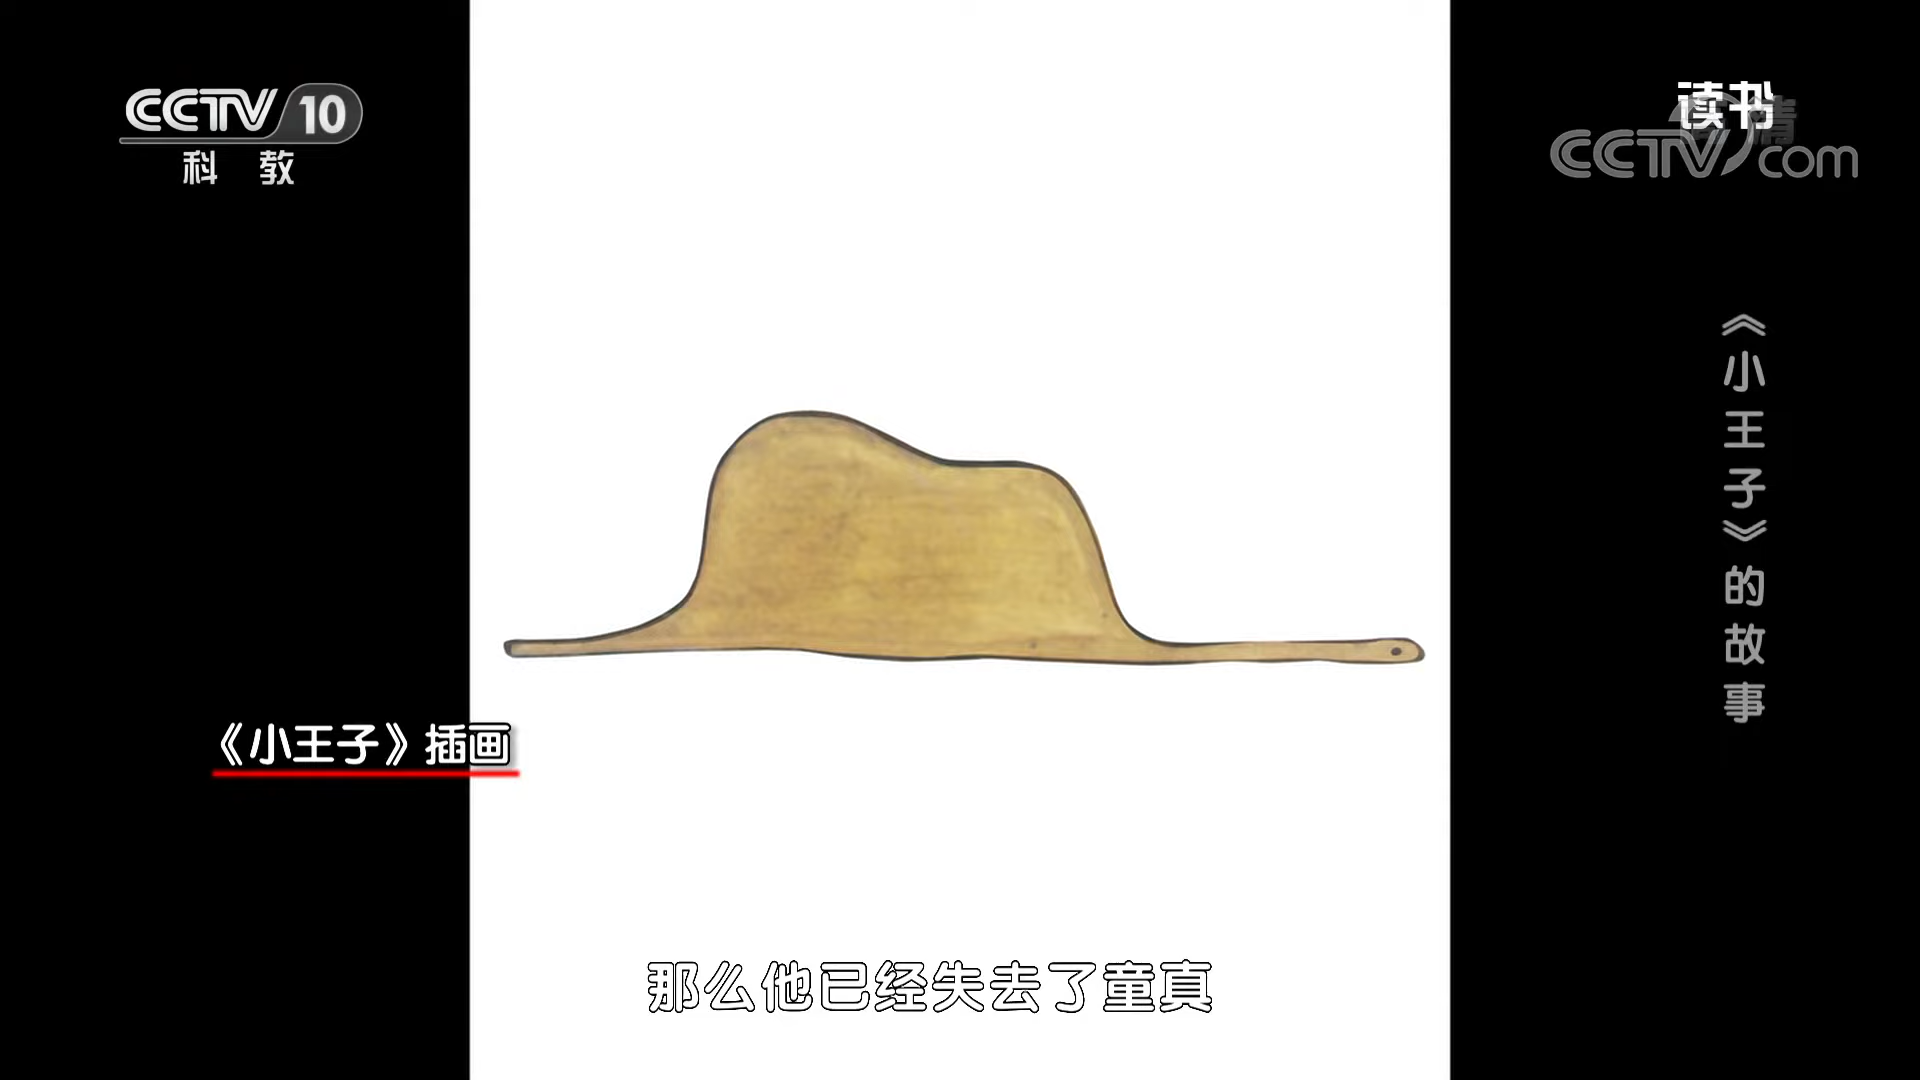 CCTV 10
科 教
读书
CCTV.com
《小王子》的故事
《小王子》插画
那么他已经失去了童真